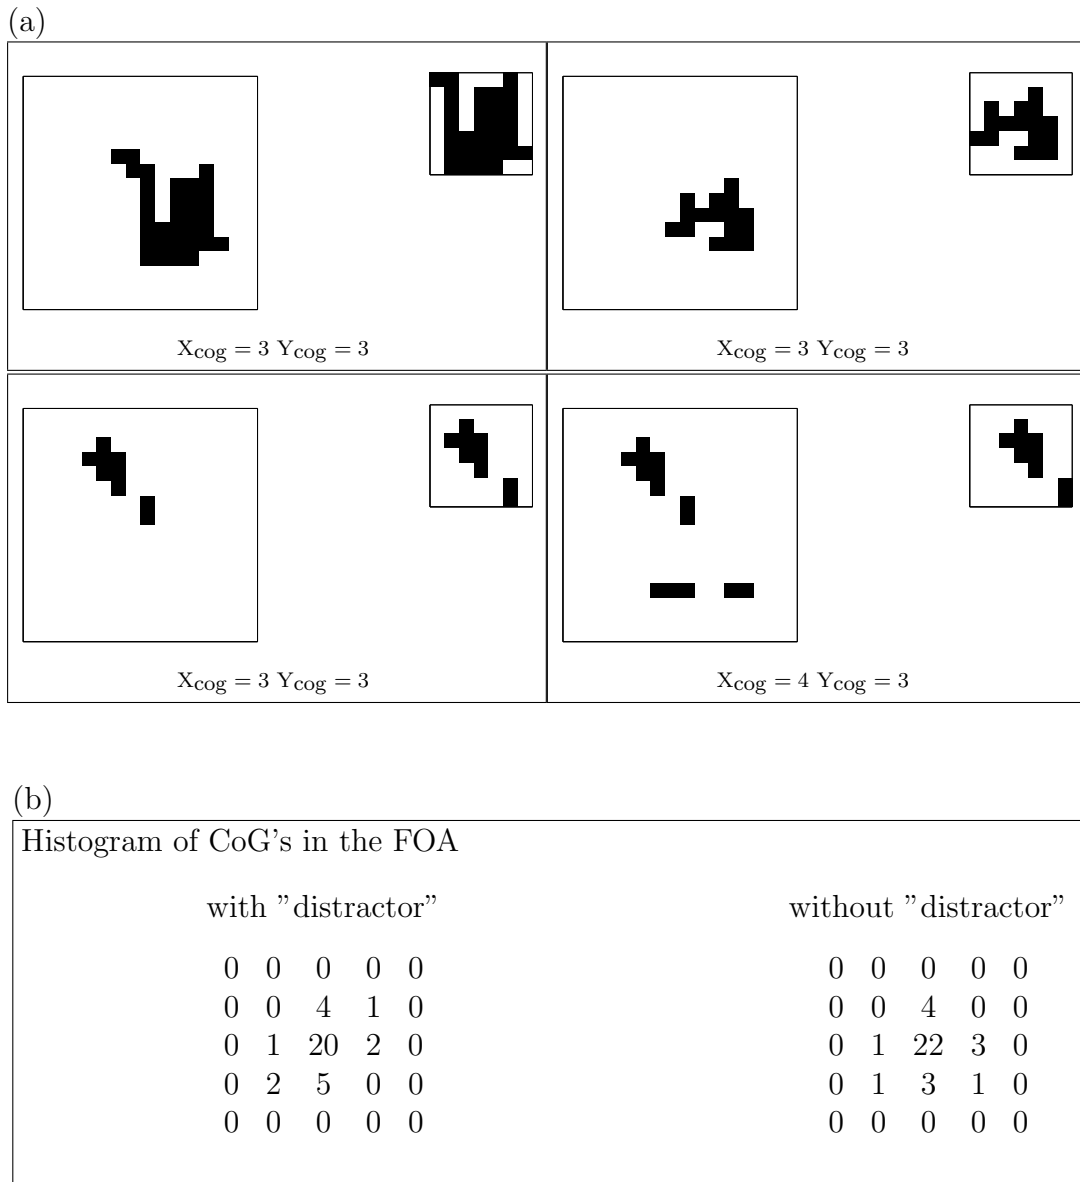 (a)
Xcog = 3 Ycog = 3
Xcog = 3 Ycog = 3
Xcog = 3 Ycog = 3
Xcog = 4 Ycog = 3
(b)
Histogram of CoG's in the FOA
with "distractor"
without "distractor"
0 0 0 0 0
0 0 4 1 0
0 1 20 2 0
0 2 5 0 0
0 0 0 0 0
0 0 0 0 0
0 0 4 0 0
0 1 22 3 0
0 1 3 1 0
0 0 0 0 0